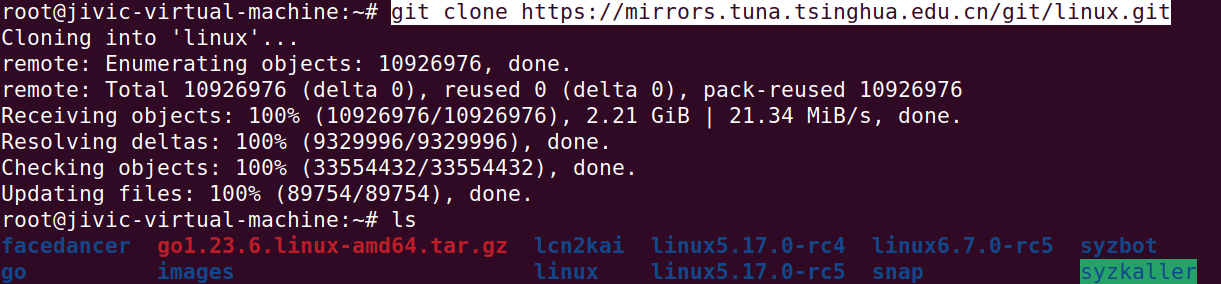 root@jivic-virtual-machine:~# git clone https://mirrors.tuna.tsinghua.edu.cn/git/linux.git
Cloning into 'linux'...
remote: Enumerating objects: 10926976, done.
remote: Total 10926976 (delta 0), reused 0 (delta 0), pack-reused 10926976
Receiving objects: 100% (10926976/10926976), 2.21 GiB | 21.34 MiB/s, done.
Resolving deltas: 100% (9329996/9329996), done.
Checking objects: 100% (33554432/33554432), done.
Updating files: 100% (89754/89754), done.
root@jivic-virtual-machine:~# ls
facedancer  go1.23.6.linux-amd64.tar.gz  lcn2kai  linux5.17.0-rc4  linux6.7.0-rc5  syzbot
go          images                       linux    linux5.17.0-rc5  snap            syzkaller